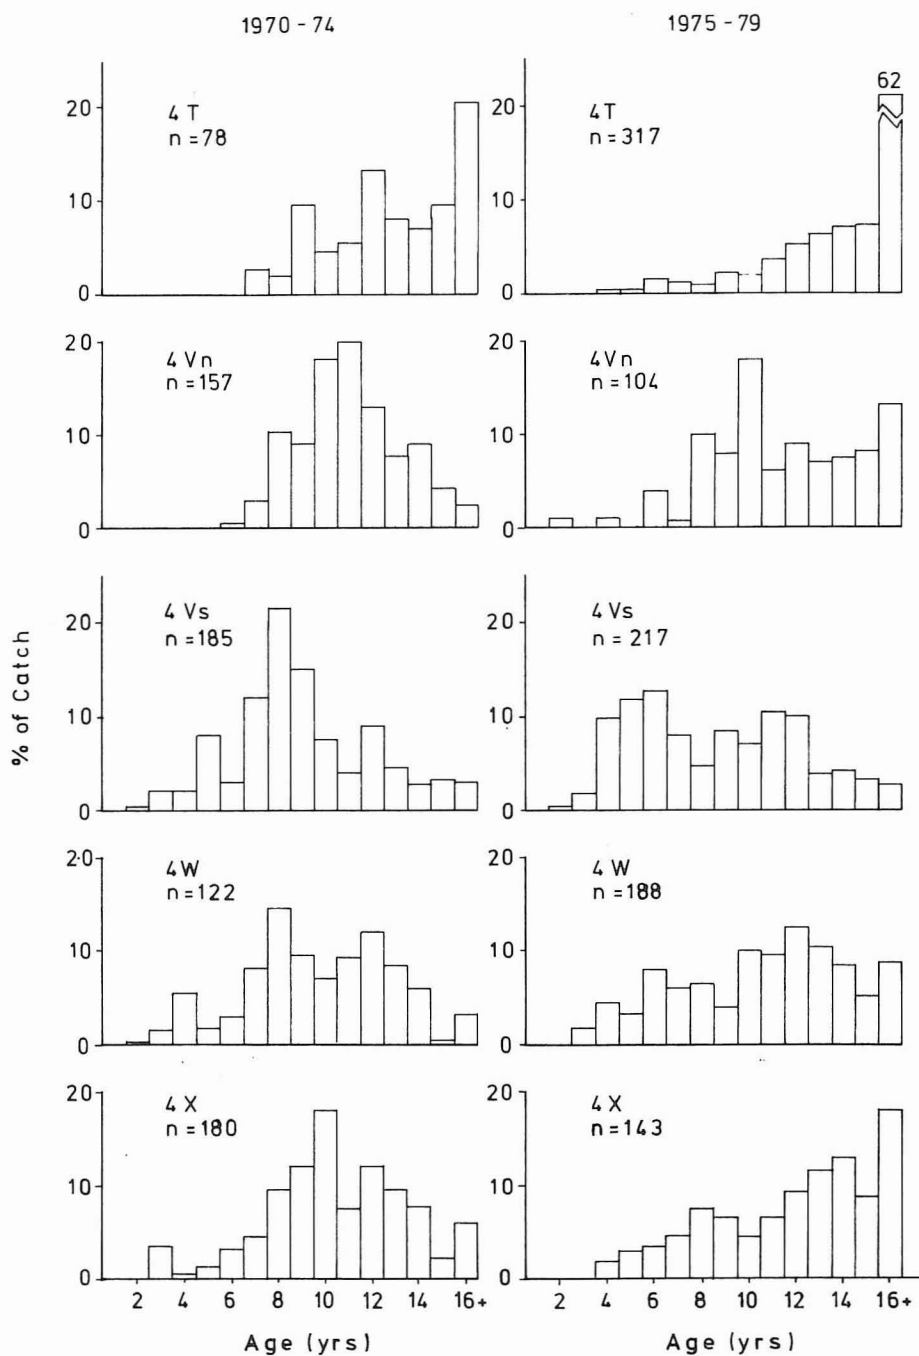 1970 - 74
1975 - 79
4 T
n = 78
20
10
0
62
4 T
n = 317
20
10
0
4 Vn
n = 157
20
10
0
4Vn
n = 104
20
10
0
% of Catch
4 Vs
n = 185
20
10
0
4 Vs
n = 217
20
10
0
4W
n = 122
2·0
10
0
4 W
n = 188
20
10
0
4 X
n = 180
20
10
0
2 4 6 8 10 12 14 16+
Age (yrs)
4 X
n = 143
20
10
0
2 4 6 8 10 12 14 16+
Age (yrs)